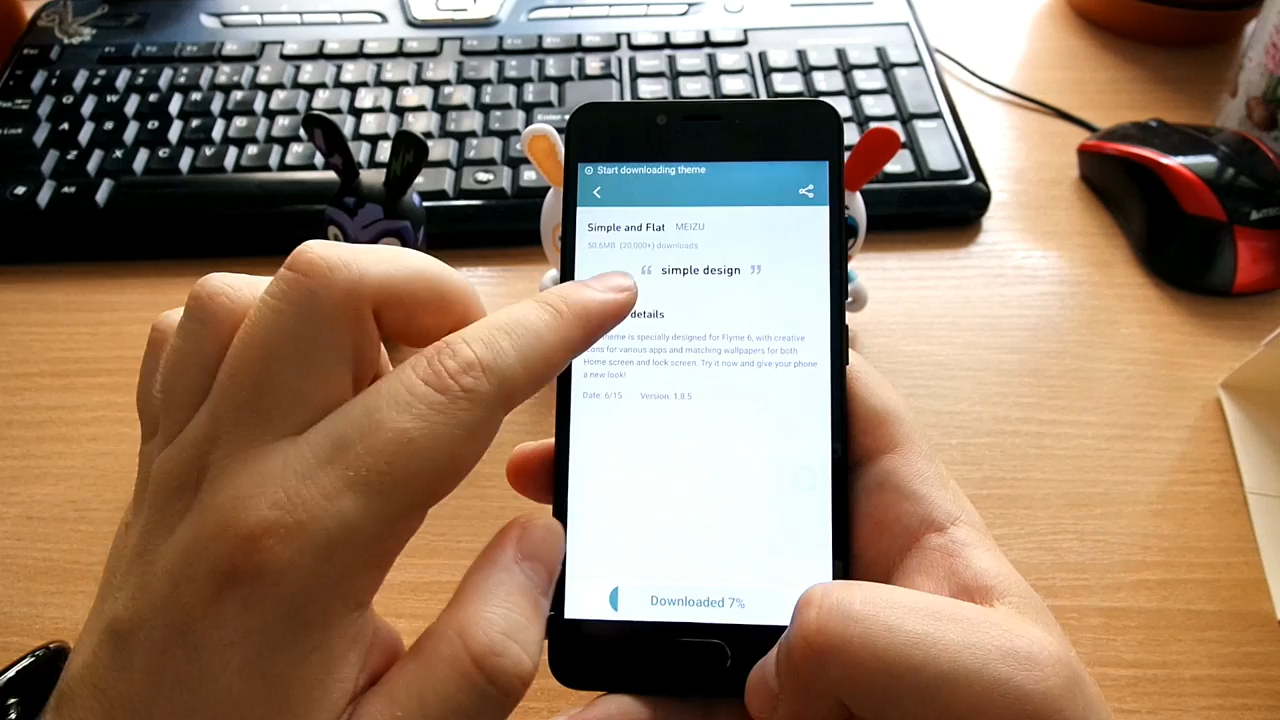 Start downloading theme
Simple and Flat MEIZU
50.6MB (20,000+) downloads
“ simple design ”
details
heme is specially designed for Flyme 6, with creative
icons for various apps and matching wallpapers for both
Home screen and lock screen. Try it now and give your phone
a new look!
Date: 6/15 Version: 1.8.5
Downloaded 7%